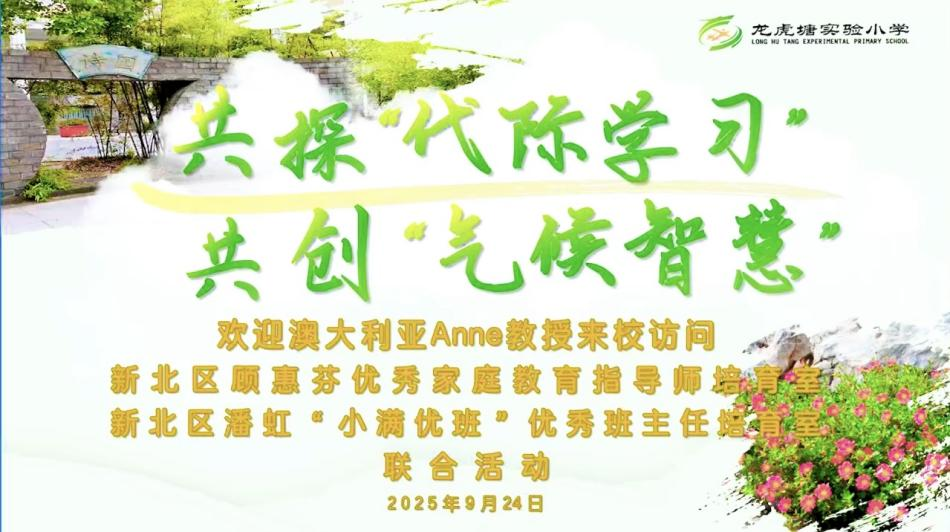 诗园
龙虎塘实验小学
LONG HU TANG EXPERIMENTAL PRIMARY SCHOOL
共探“代际学习”
共创“气候智慧”
欢迎澳大利亚Anne教授来校访问
新北区顾惠芬优秀家庭教育指导师培育室
新北区潘虹“小满优班”优秀班主任培育室
联合活动
2025年9月24日